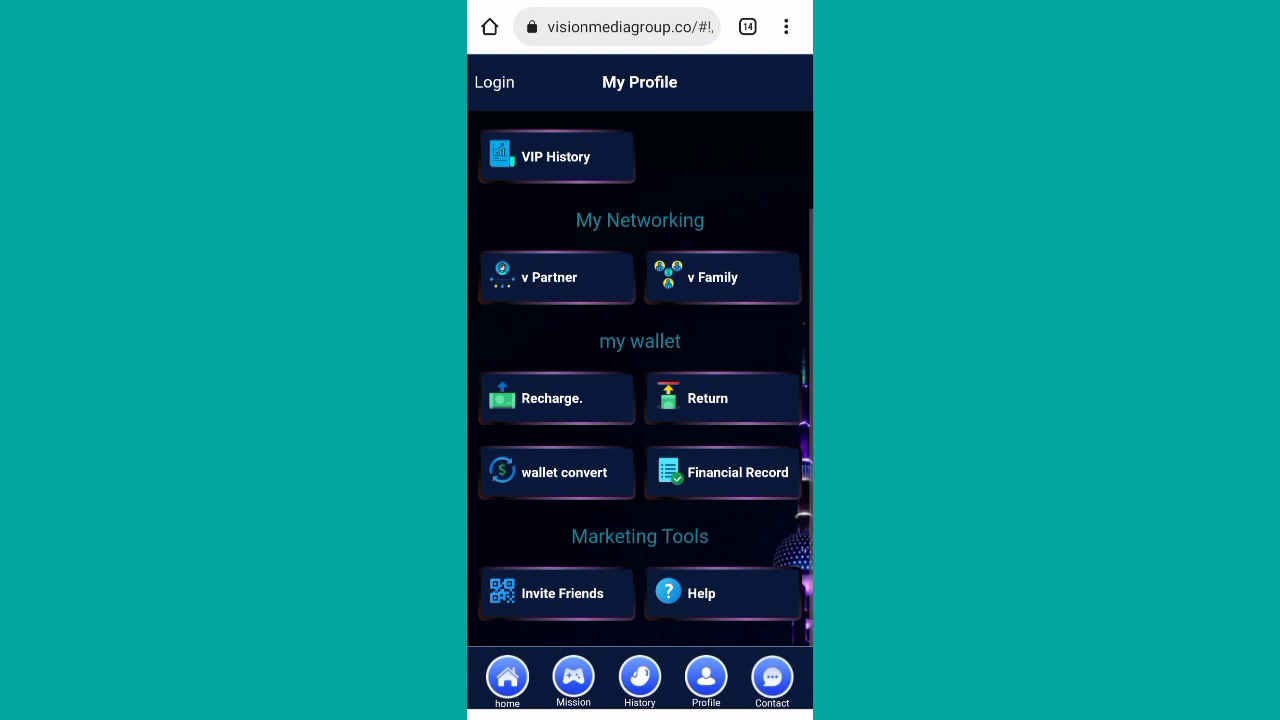 visionmediagroup.co/#!
14
Login
My Profile
VIP History
My Networking
v Partner
v Family
my wallet
Recharge.
Return
wallet convert
Financial Record
Marketing Tools
Invite Friends
Help
home
Mission
History
Profile
Contact